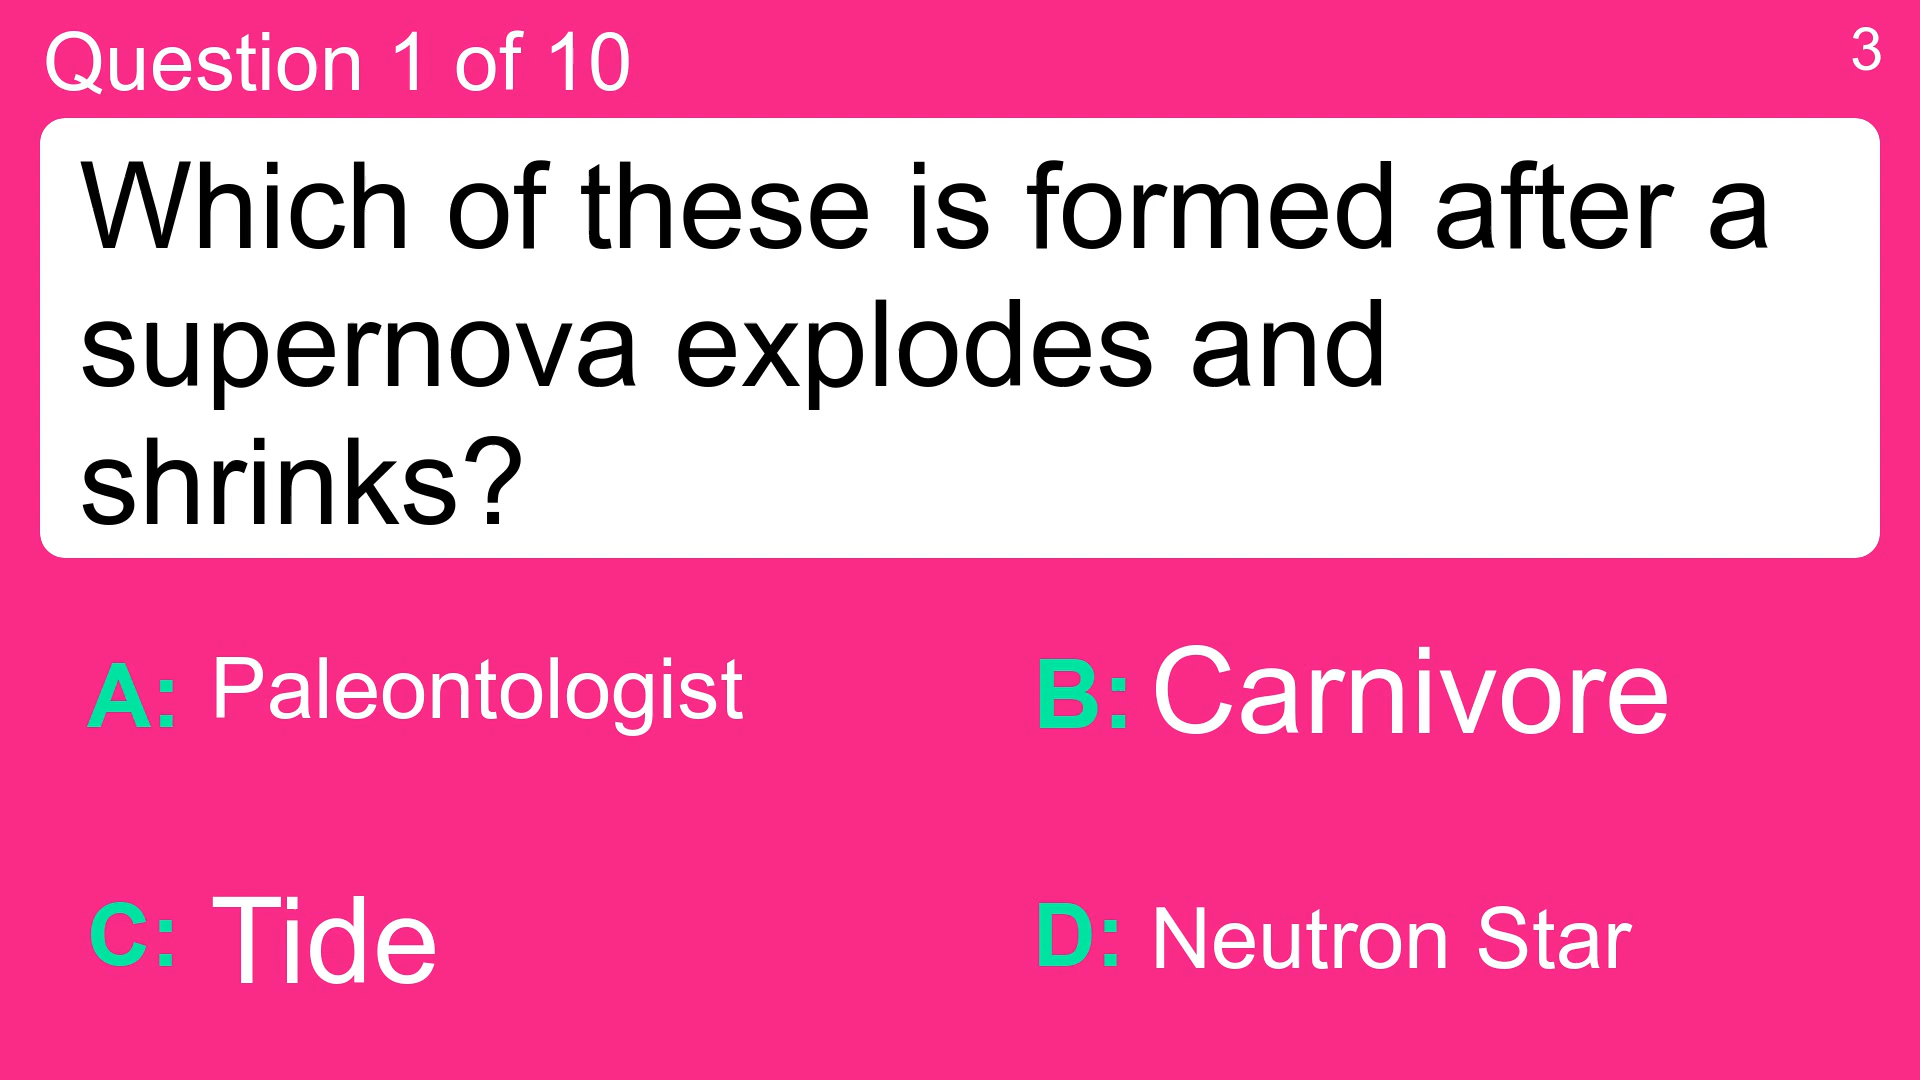 Question 1 of 10
3
Which of these is formed after a
supernova explodes and
shrinks?
A: Paleontologist
B: Carnivore
C: Tide
D: Neutron Star